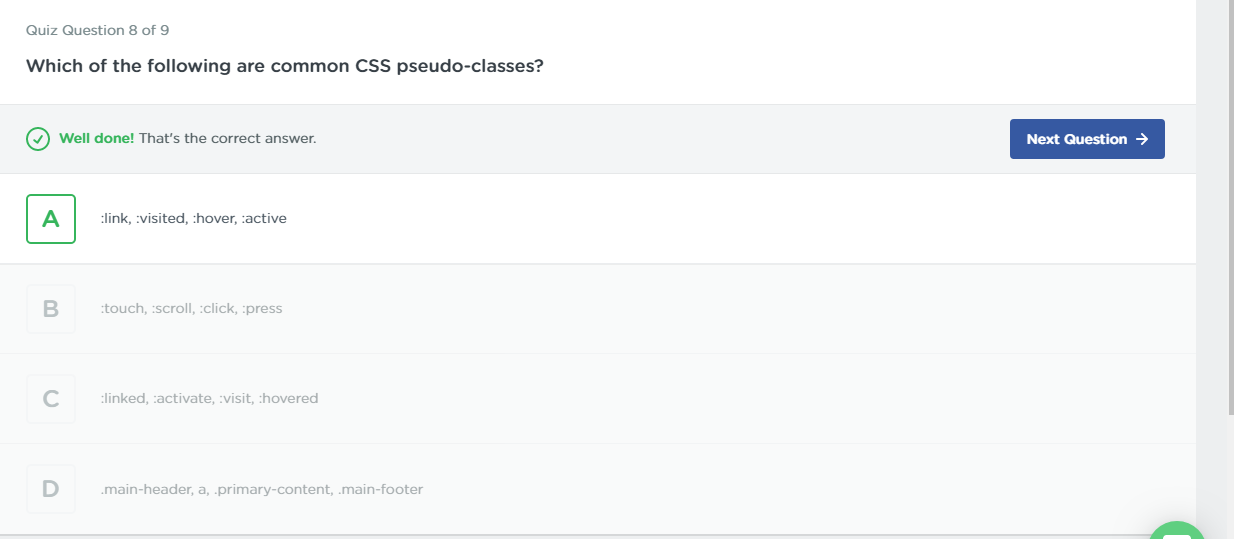 Quiz Question 8 of 9
Which of the following are common CSS pseudo-classes?
Well done! That's the correct answer.
Next Question →
A
:link, :visited, :hover, :active
B
:touch, :scroll, :click, :press
C
:linked, :activate, :visit, :hovered
D
.main-header, a, .primary-content, .main-footer